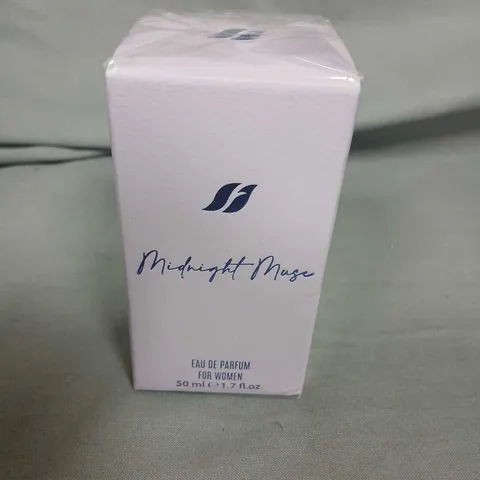 Midnight Muse
EAU DE PARFUM
FOR WOMEN
50 ml ℮ 1.7 fl.oz